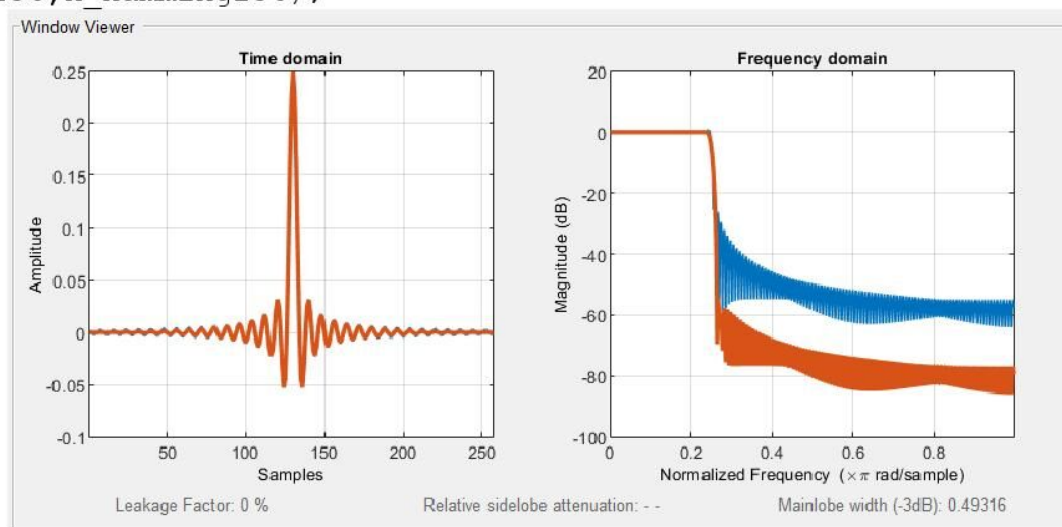 Window Viewer
Time domain
0.25
0.2
0.15
0.1
0.05
0
-0.05
-0.1
50
100
150
200
250
Samples
Amplitude
Frequency domain
20
0
-20
-40
-60
-80
-100
0
0.2
0.4
0.6
0.8
Normalized Frequency (×π rad/sample)
Magnitude (dB)
Leakage Factor: 0 %
Relative sidelobe attenuation: - -
Mainlobe width (-3dB): 0.49316